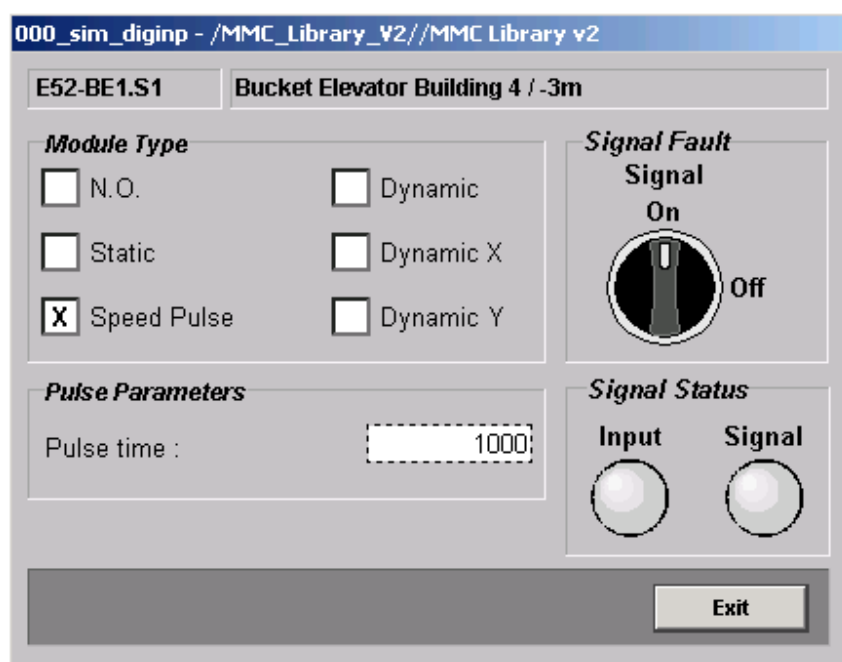 000_sim_diginp - /MMC_Library_V2//MMC Library v2
E52-BE1.S1 Bucket Elevator Building 4 / -3m
Module Type
N.O. Dynamic
Static Dynamic X
X Speed Pulse Dynamic Y
Signal Fault
Signal
On
Off
Pulse Parameters
Pulse time : 1000
Signal Status
Input Signal
Exit